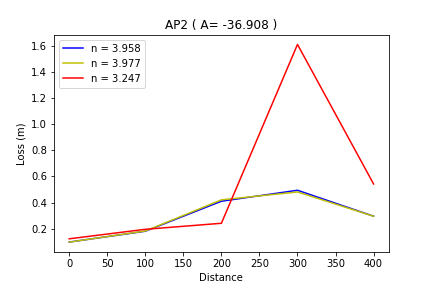 AP2 ( A= -36.908 )
n = 3.958
n = 3.977
n = 3.247
Loss (m)
1.6
1.4
1.2
1.0
0.8
0.6
0.4
0.2
0 50 100 150 200 250 300 350 400
Distance